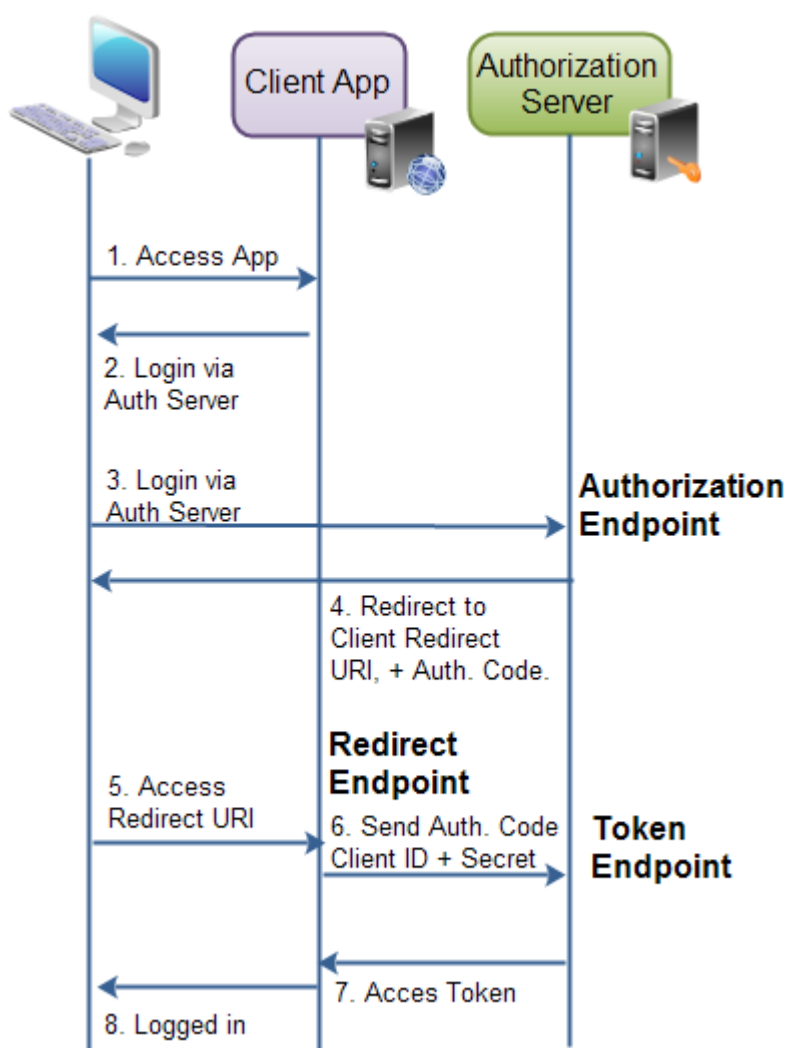 Client App
Authorization
Server
1. Access App
2. Login via
Auth Server
3. Login via
Auth Server
Authorization
Endpoint
4. Redirect to
Client Redirect
URI, + Auth. Code.
Redirect
Endpoint
5. Access
Redirect URI
6. Send Auth. Code
Client ID + Secret
Token
Endpoint
7. Acces Token
8. Logged in